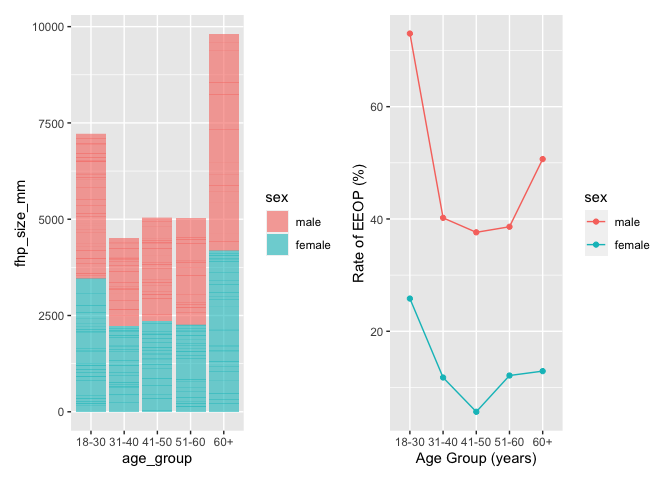 10000
7500
5000
2500
0
fhp_size_mm
18-30 31-40 41-50 51-60 60+
age_group
sex
male
female
60
40
20
Rate of EEOP (%)
18-30 31-40 41-50 51-60 60+
Age Group (years)
sex
male
female